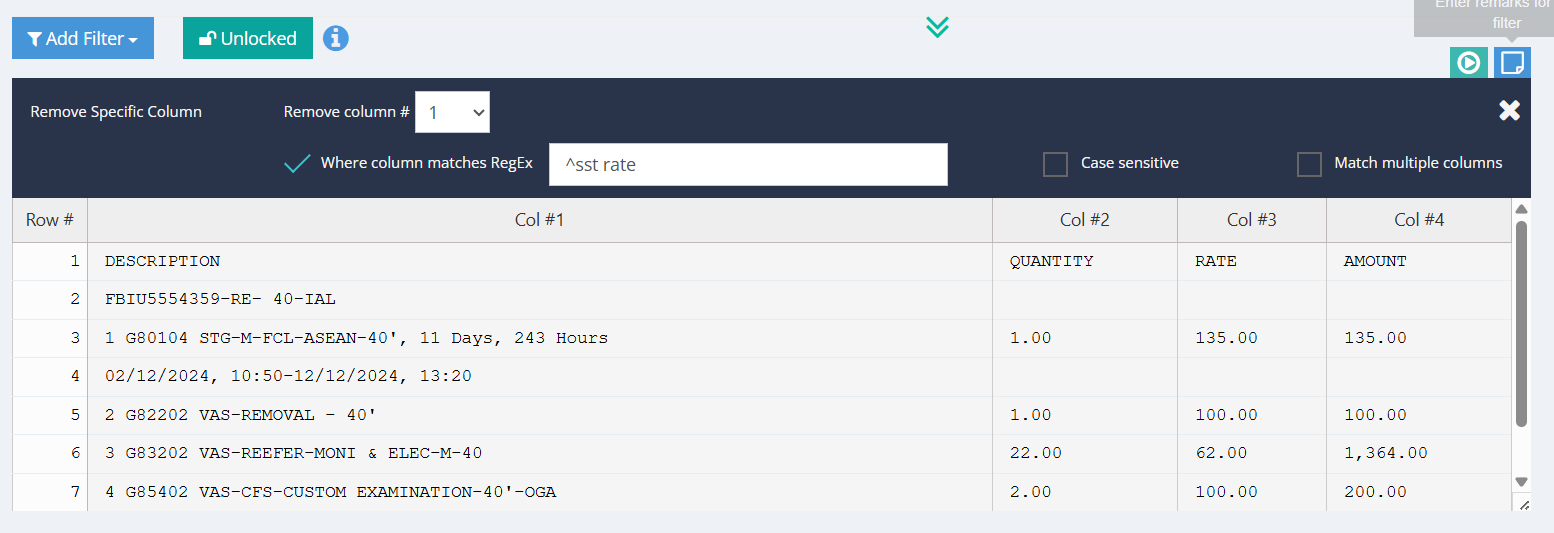 Enter remarks for
filter
Add Filter
Unlocked
Remove Specific Column Remove column # 1
Where column matches RegEx ^sst rate Case sensitive Match multiple columns
Row # Col #1 Col #2 Col #3 Col #4
1 DESCRIPTION QUANTITY RATE AMOUNT
2 FBIU5554359-RE- 40-IAL
3 1 G80104 STG-M-FCL-ASEAN-40', 11 Days, 243 Hours 1.00 135.00 135.00
4 02/12/2024, 10:50-12/12/2024, 13:20
5 2 G82202 VAS-REMOVAL - 40' 1.00 100.00 100.00
6 3 G83202 VAS-REEFER-MONI & ELEC-M-40 22.00 62.00 1,364.00
7 4 G85402 VAS-CFS-CUSTOM EXAMINATION-40'-OGA 2.00 100.00 200.00